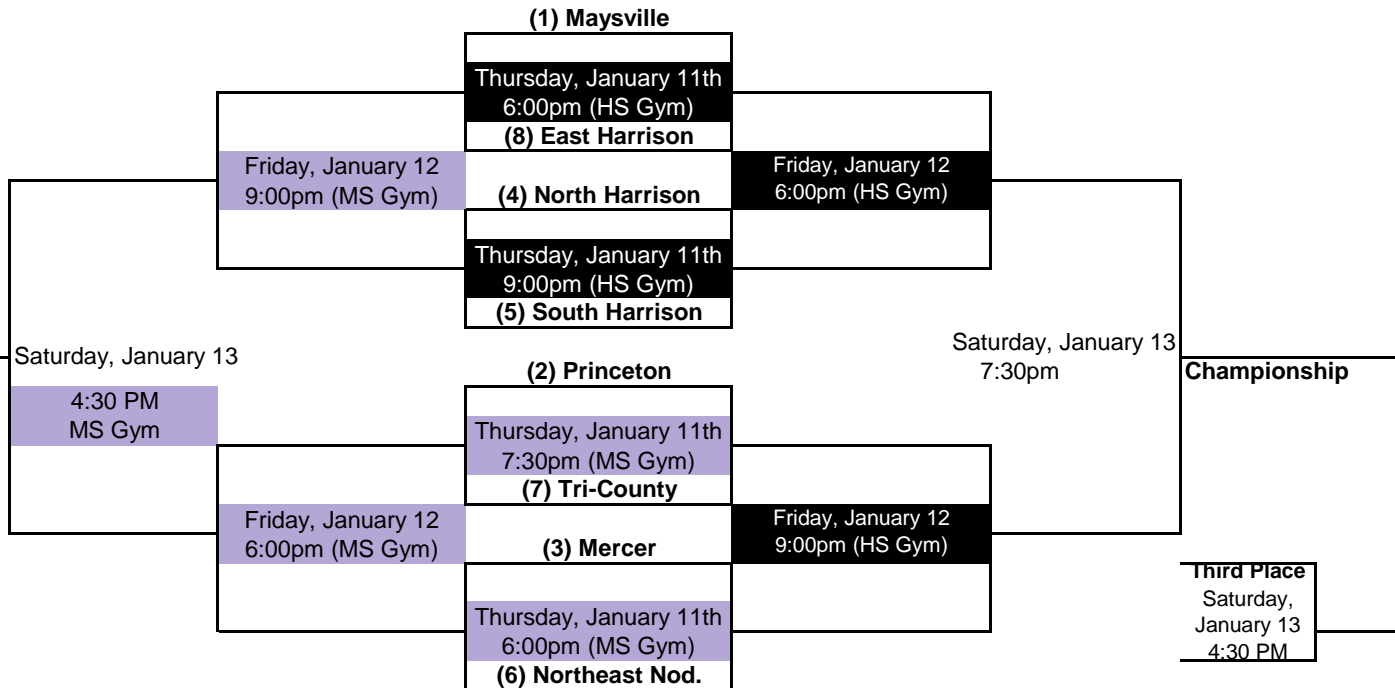 (1) Maysville
Thursday, January 11th
6:00pm (HS Gym)
(8) East Harrison
Friday, January 12
9:00pm (MS Gym)
(4) North Harrison
Friday, January 12
6:00pm (HS Gym)
Thursday, January 11th
9:00pm (HS Gym)
(5) South Harrison
Saturday, January 13
4:30 PM
MS Gym
Saturday, January 13
7:30pm
Championship
(2) Princeton
Thursday, January 11th
7:30pm (MS Gym)
(7) Tri-County
Friday, January 12
6:00pm (MS Gym)
(3) Mercer
Friday, January 12
9:00pm (HS Gym)
Thursday, January 11th
6:00pm (MS Gym)
(6) Northeast Nod.
Third Place
Saturday,
January 13
4:30 PM